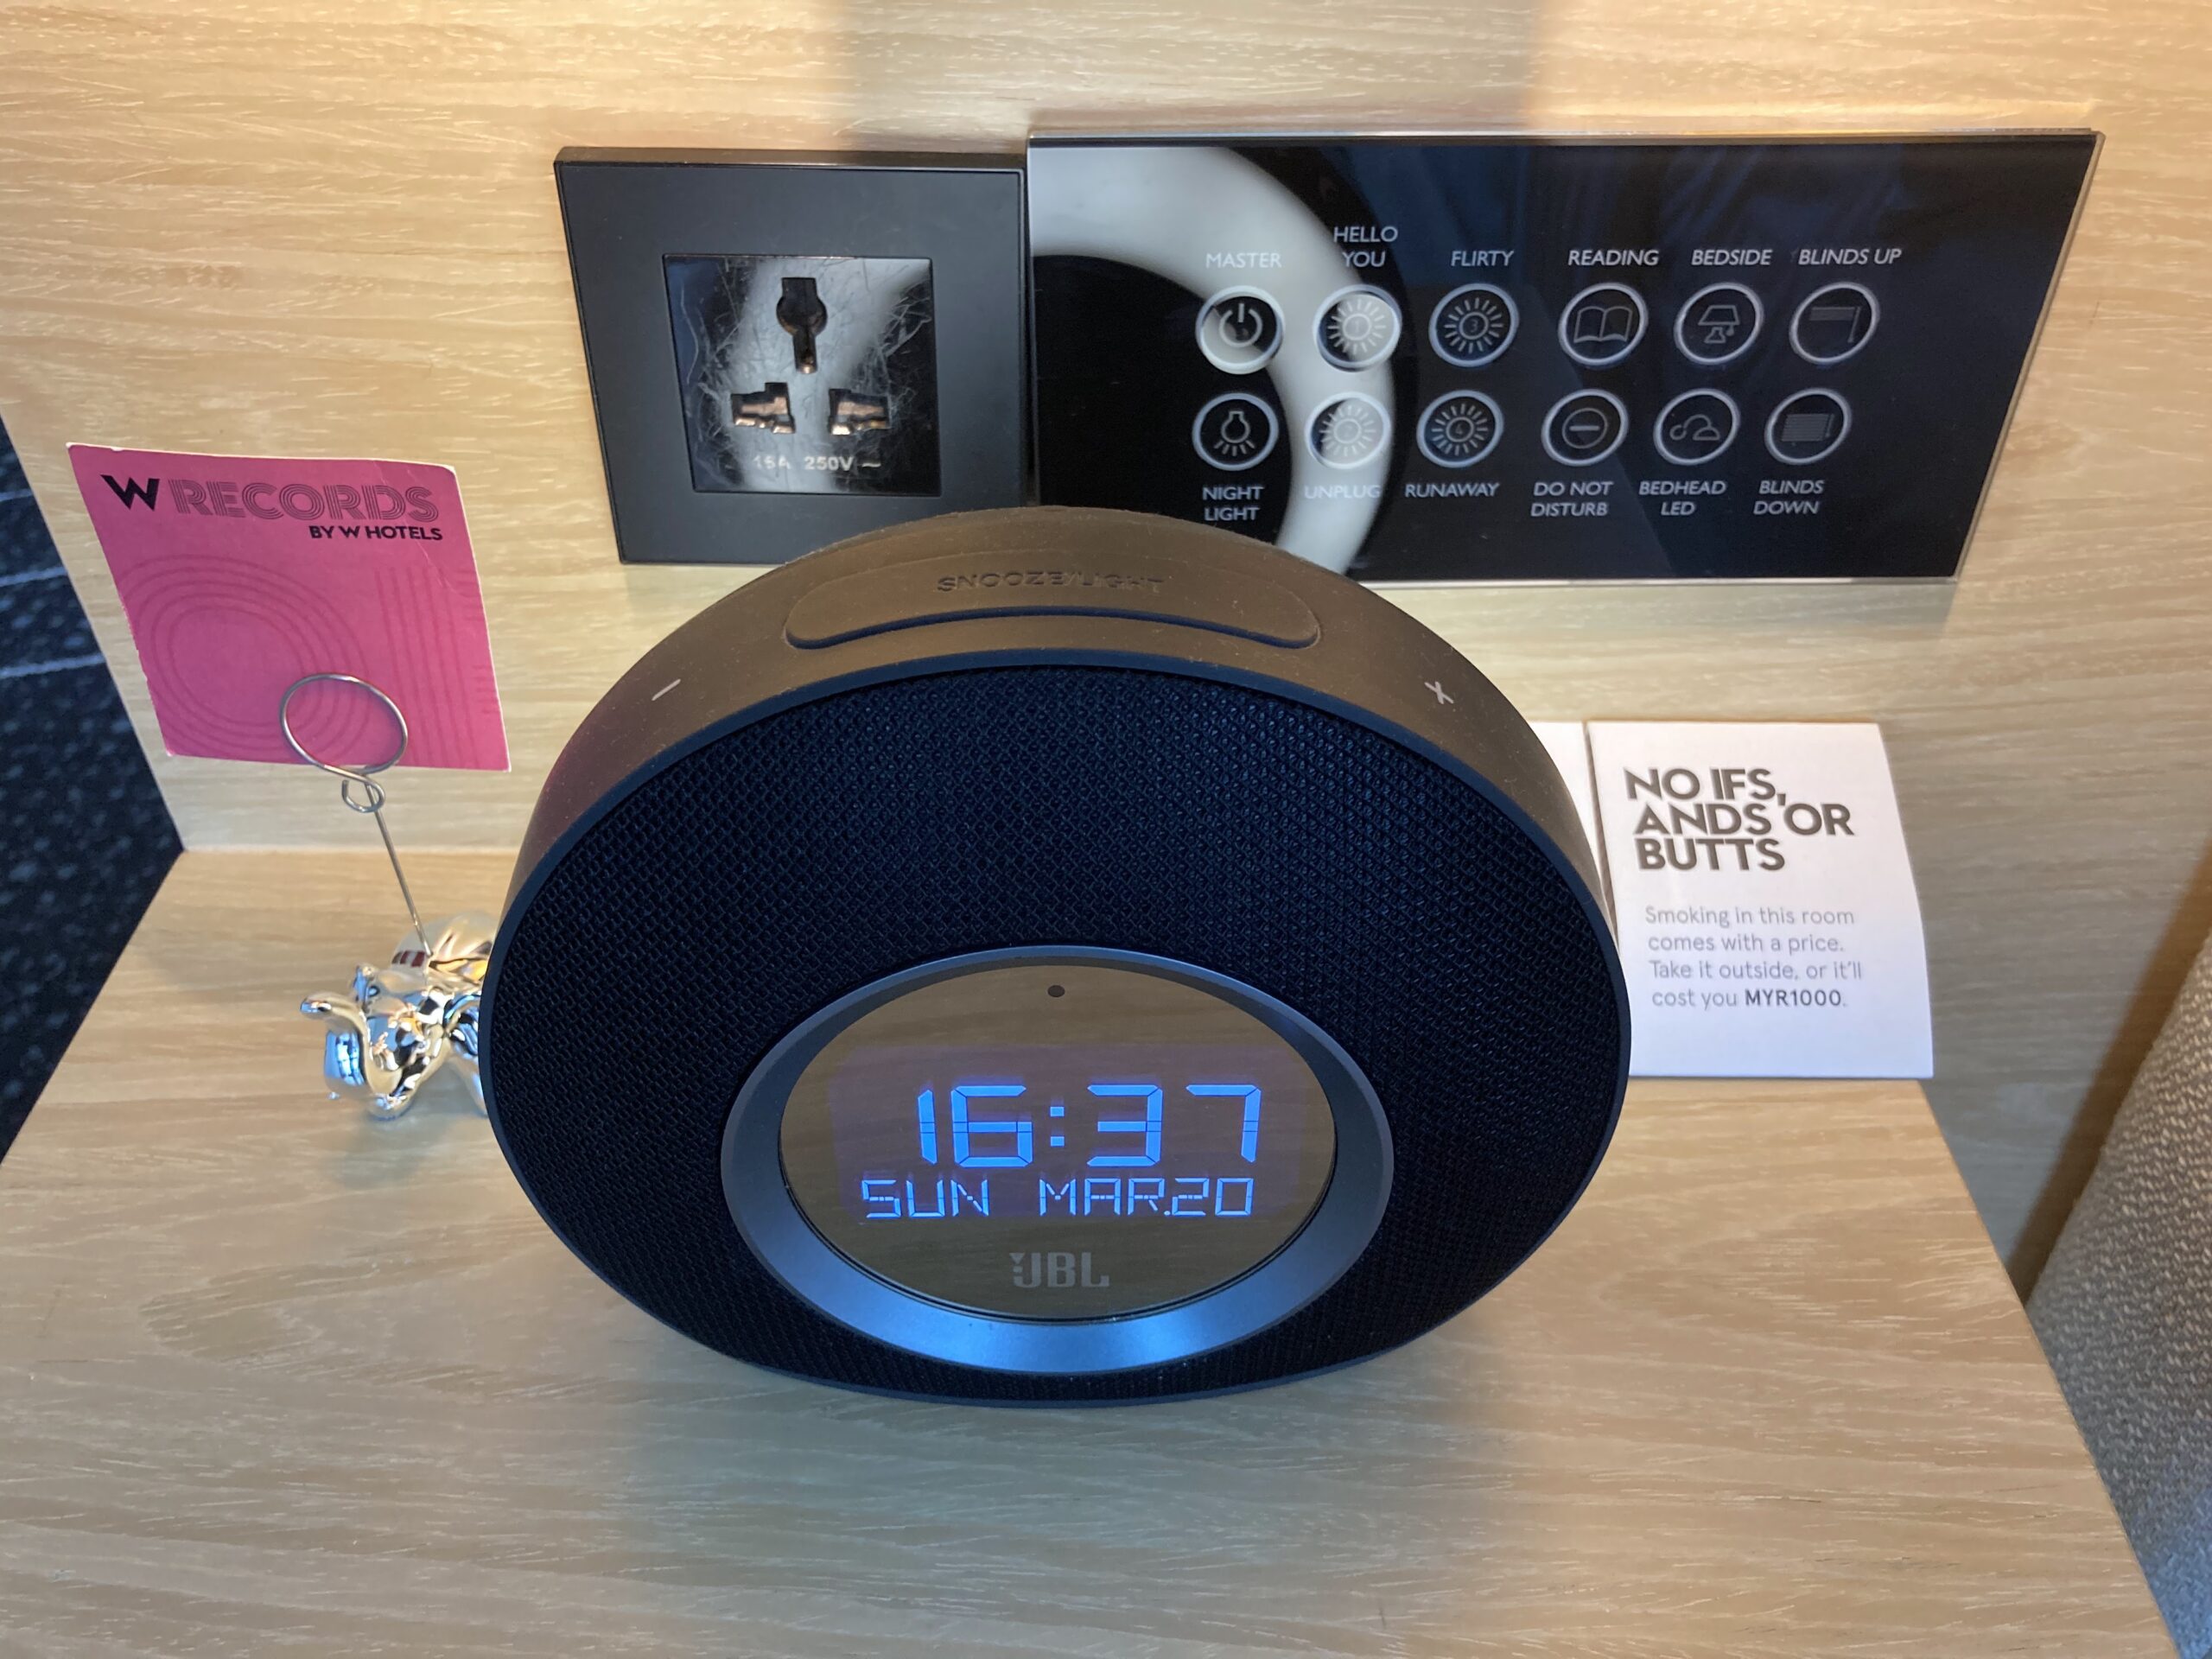 W RECORDS
BY W HOTELS
16A 250V ~
MASTER
HELLO
YOU
FLIRTY
READING
BEDSIDE
BLINDS UP
3
4
NIGHT
LIGHT
UNPLUG
RUNAWAY
DO NOT
DISTURB
BEDHEAD
LED
BLINDS
DOWN
SNOOZE/LIGHT
- +
16:37
SUN MAR.20
JBL
NO IFS,
ANDS OR
BUTTS
Smoking in this room
comes with a price.
Take it outside, or it'll
cost you MYR1000.